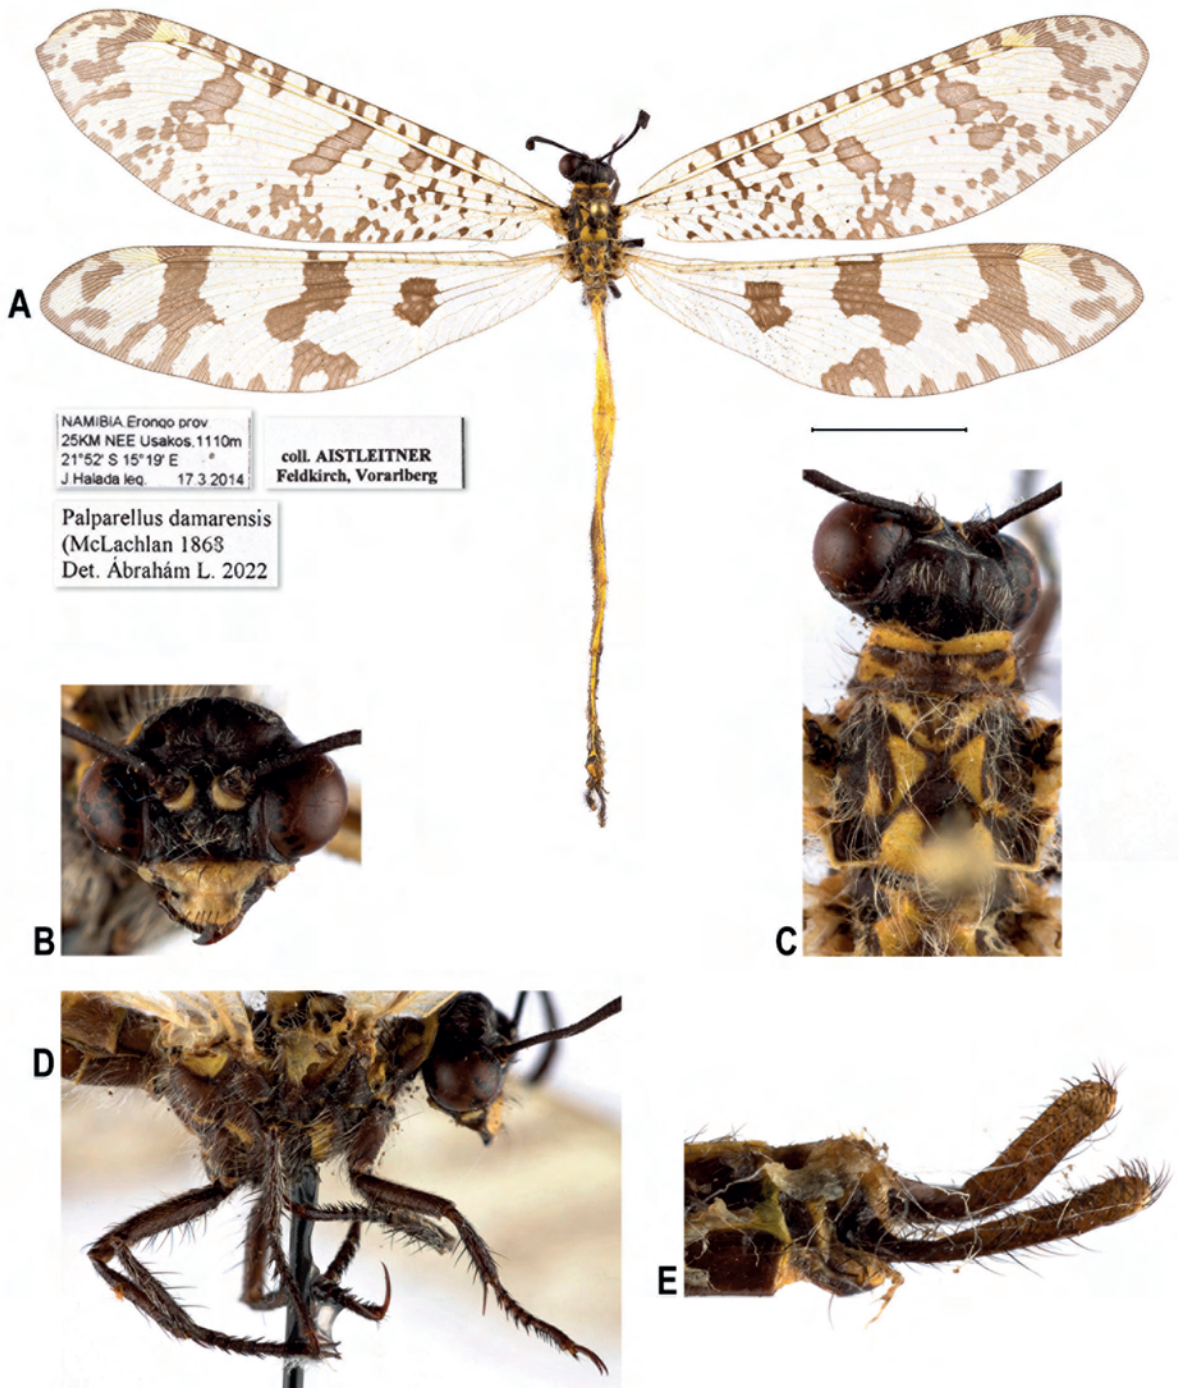 A
NAMIBIA.Erongo prov
25KM NEE Usakos.1110m
21°52' S 15°19' E
J Halada leg. 17.3.2014
coll. AISTLEITNER
Feldkirch, Vorarlberg
Palparellus damarensis
(McLachlan 1868
Det. Ábrahám L. 2022
B
C
D
E